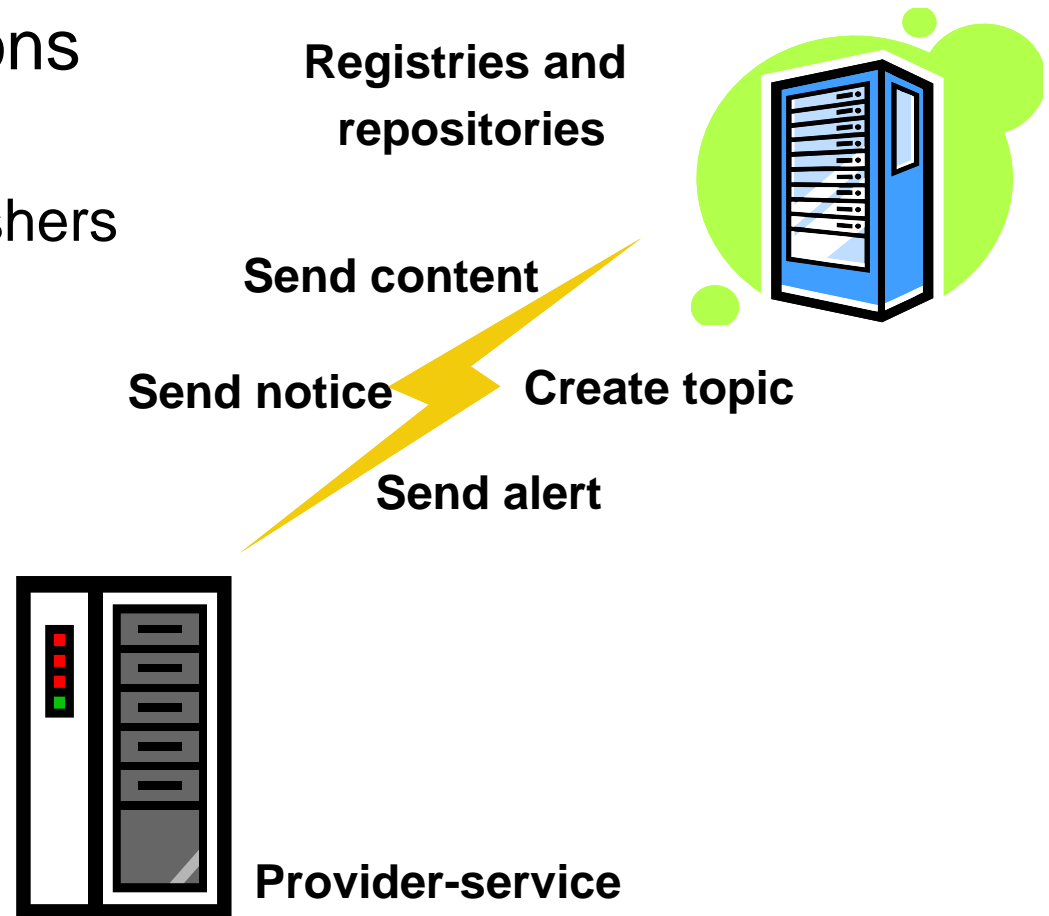 ons
Registries and
repositories
shers
Send content
Send notice
Create topic
Send alert
Provider-service